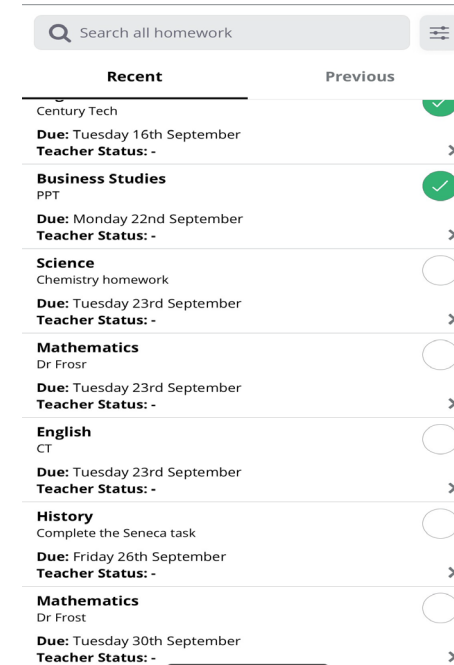 Search all homework
Recent Previous
Century Tech
Due: Tuesday 16th September
Teacher Status: -
Business Studies
PPT
Due: Monday 22nd September
Teacher Status: -
Science
Chemistry homework
Due: Tuesday 23rd September
Teacher Status: -
Mathematics
Dr Frosr
Due: Tuesday 23rd September
Teacher Status: -
English
CT
Due: Tuesday 23rd September
Teacher Status: -
History
Complete the Seneca task
Due: Friday 26th September
Teacher Status: -
Mathematics
Dr Frost
Due: Tuesday 30th September
Teacher Status: -